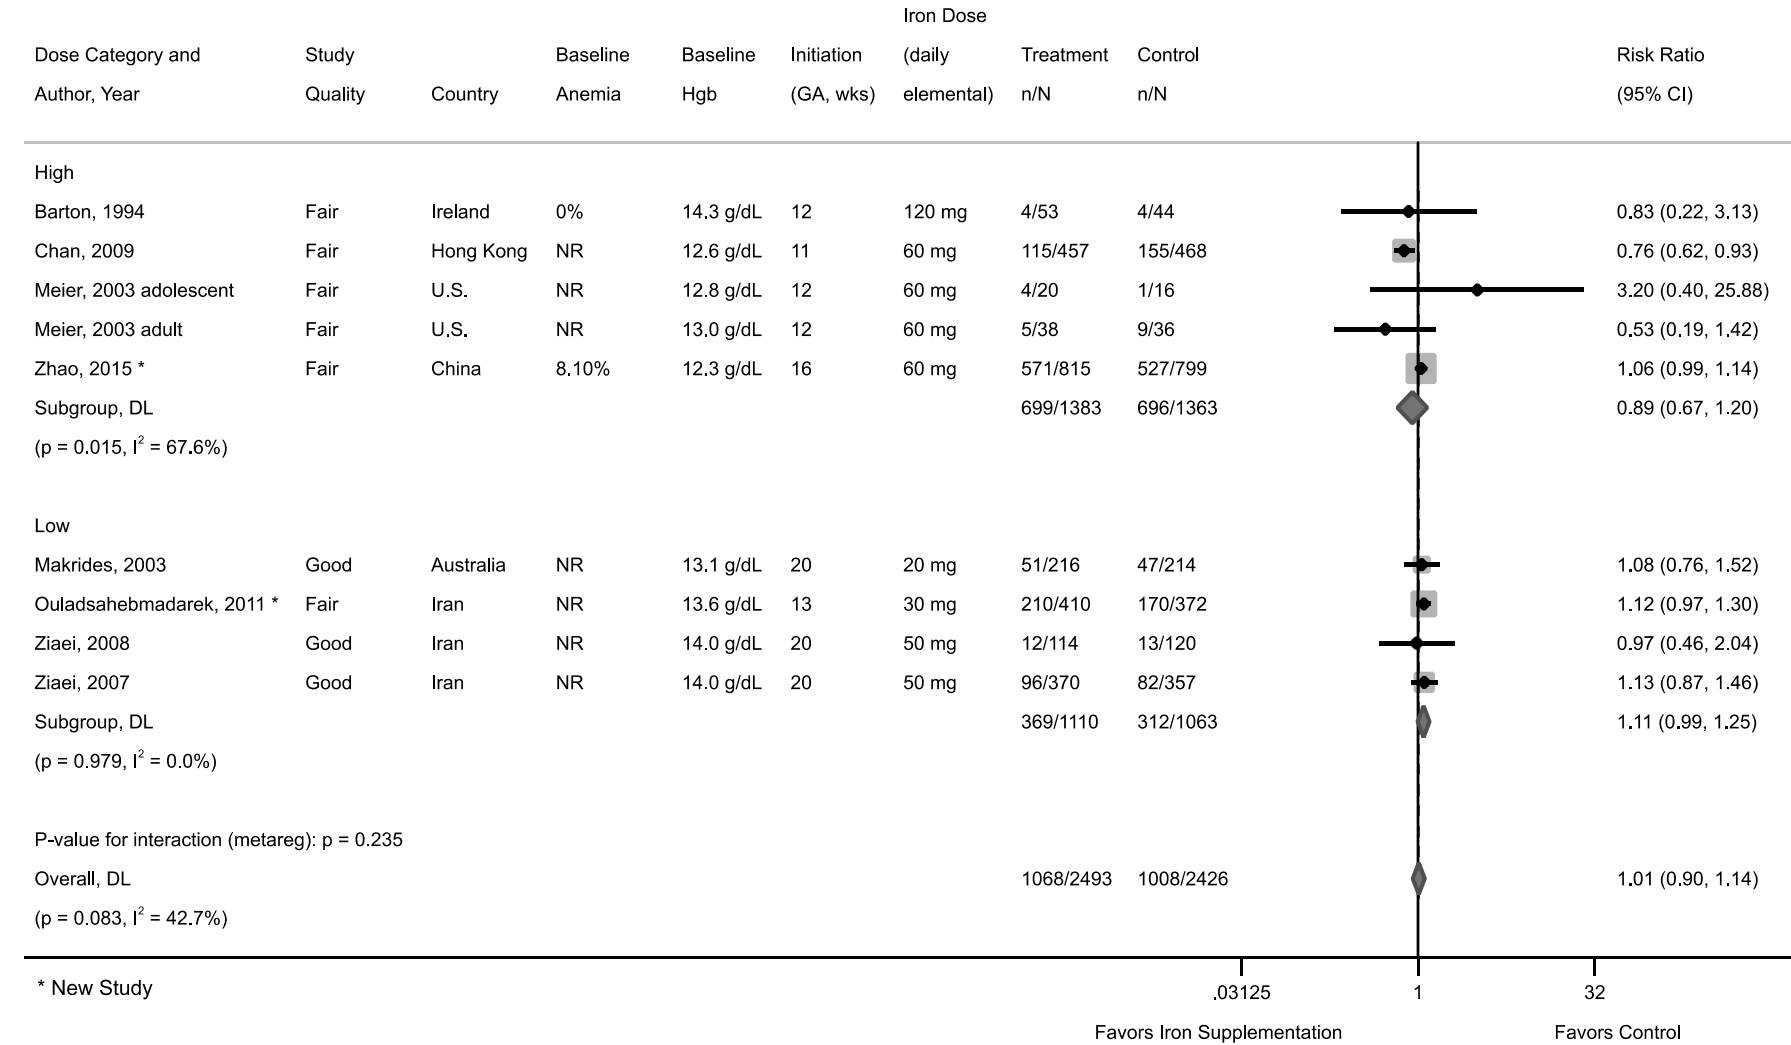 Iron Dose
Dose Category and Study Baseline Baseline Initiation (daily Treatment Control Risk Ratio
Author, Year Quality Country Anemia Hgb (GA, wks) elemental) n/N n/N (95% CI)
High
Barton, 1994 Fair Ireland 0% 14.3 g/dL 12 120 mg 4/53 4/44 0.83 (0.22, 3.13)
Chan, 2009 Fair Hong Kong NR 12.6 g/dL 11 60 mg 115/457 155/468 0.76 (0.62, 0.93)
Meier, 2003 adolescent Fair U.S. NR 12.8 g/dL 12 60 mg 4/20 1/16 3.20 (0.40, 25.88)
Meier, 2003 adult Fair U.S. NR 13.0 g/dL 12 60 mg 5/38 9/36 0.53 (0.19, 1.42)
Zhao, 2015 * Fair China 8.10% 12.3 g/dL 16 60 mg 571/815 527/799 1.06 (0.99, 1.14)
Subgroup, DL 699/1383 696/1363 0.89 (0.67, 1.20)
(p = 0.015, I² = 67.6%)
Low
Makrides, 2003 Good Australia NR 13.1 g/dL 20 20 mg 51/216 47/214 1.08 (0.76, 1.52)
Ouladsahebmadarek, 2011 * Fair Iran NR 13.6 g/dL 13 30 mg 210/410 170/372 1.12 (0.97, 1.30)
Ziaei, 2008 Good Iran NR 14.0 g/dL 20 50 mg 12/114 13/120 0.97 (0.46, 2.04)
Ziaei, 2007 Good Iran NR 14.0 g/dL 20 50 mg 96/370 82/357 1.13 (0.87, 1.46)
Subgroup, DL 369/1110 312/1063 1.11 (0.99, 1.25)
(p = 0.979, I² = 0.0%)
P-value for interaction (metareg): p = 0.235
Overall, DL 1068/2493 1008/2426 1.01 (0.90, 1.14)
(p = 0.083, I² = 42.7%)
* New Study
.03125 1 32
Favors Iron Supplementation Favors Control